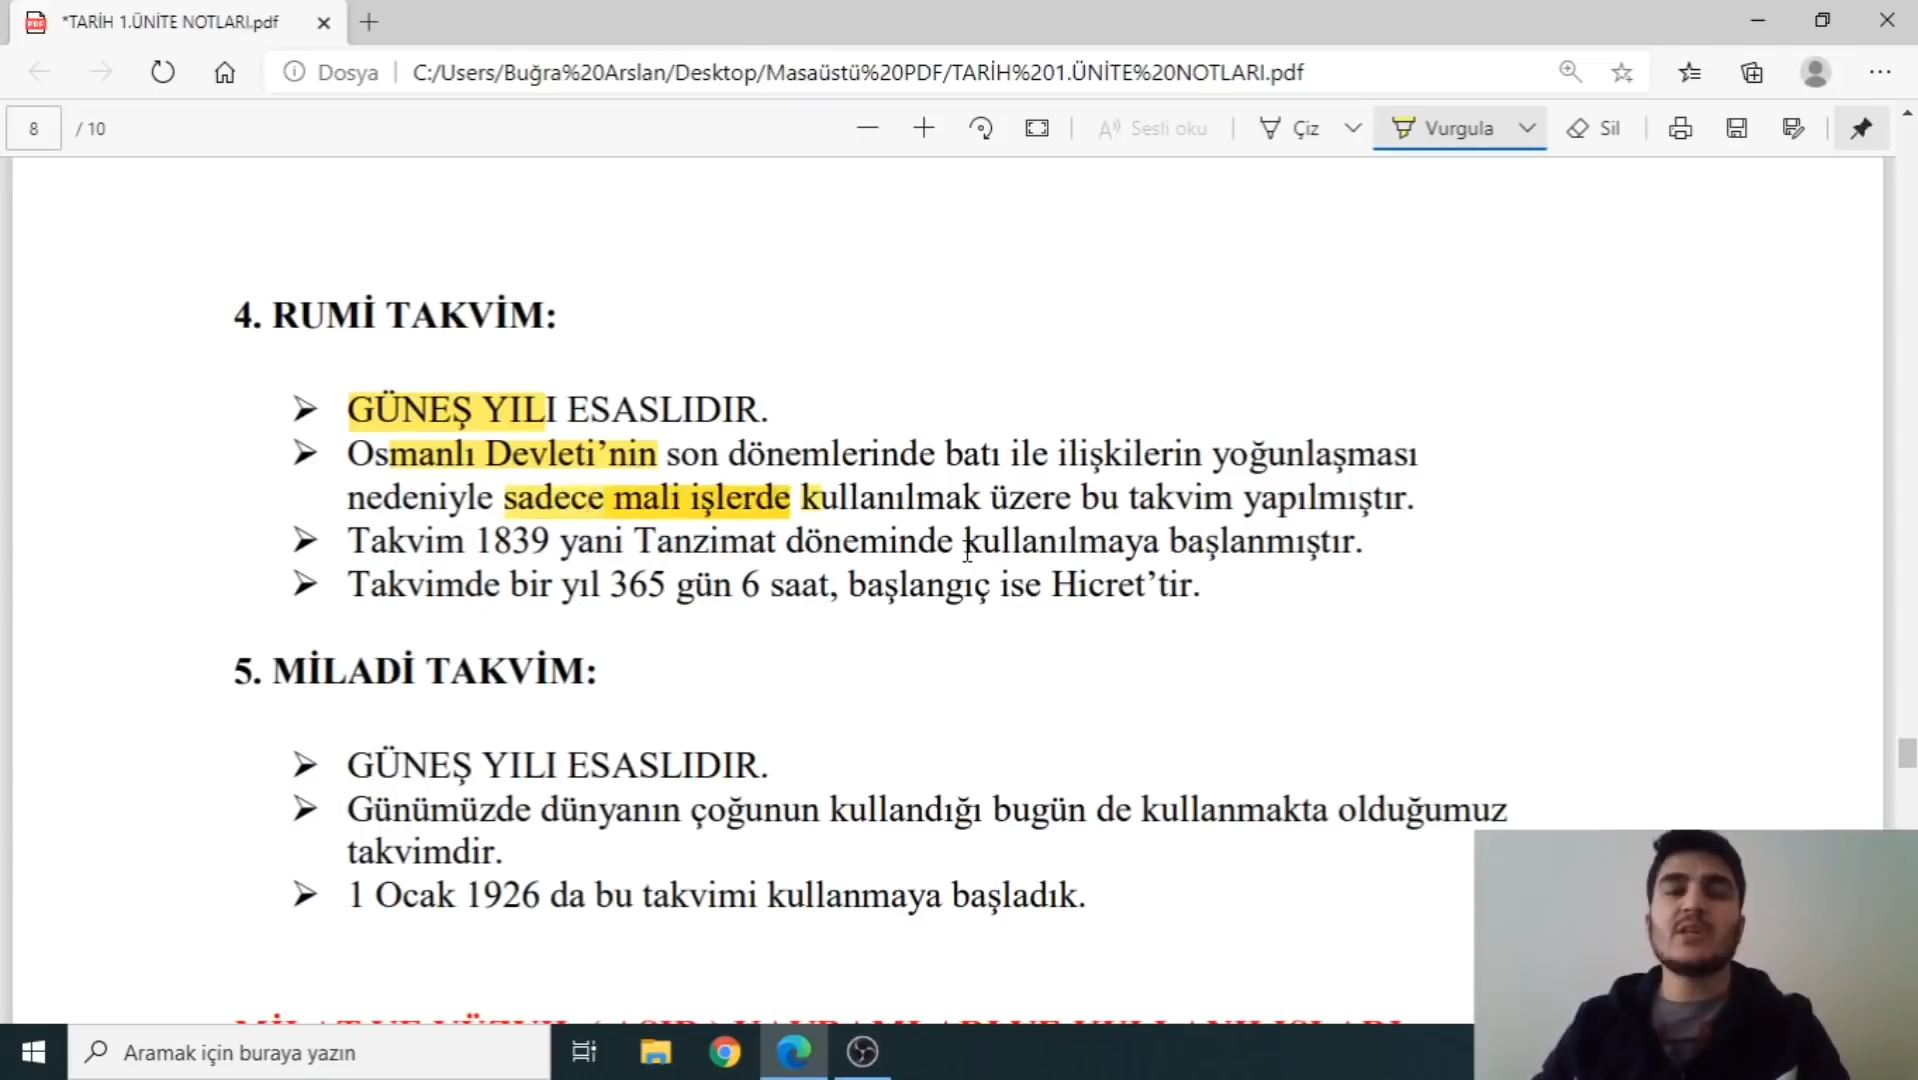 *TARİH 1.ÜNİTE NOTLARI.pdf
Dosya C:/Users/Buğra%20Arslan/Desktop/Masaüstü%20PDF/TARİH%201.ÜNİTE%20NOTLARI.pdf
8 / 10 Sesli oku Çiz Vurgula Sil
4. RUMİ TAKVİM:
➢ GÜNEŞ YILI ESASLIDIR.
➢ Osmanlı Devleti’nin son dönemlerinde batı ile ilişkilerin yoğunlaşması
nedeniyle sadece mali işlerde kullanılmak üzere bu takvim yapılmıştır.
➢ Takvim 1839 yani Tanzimat döneminde kullanılmaya başlanmıştır.
➢ Takvimde bir yıl 365 gün 6 saat, başlangıç ise Hicret’tir.
5. MİLADİ TAKVİM:
➢ GÜNEŞ YILI ESASLIDIR.
➢ Günümüzde dünyanın çoğunun kullandığı bugün de kullanmakta olduğumuz
takvimdir.
➢ 1 Ocak 1926 da bu takvimi kullanmaya başladık.
Aramak için buraya yazın